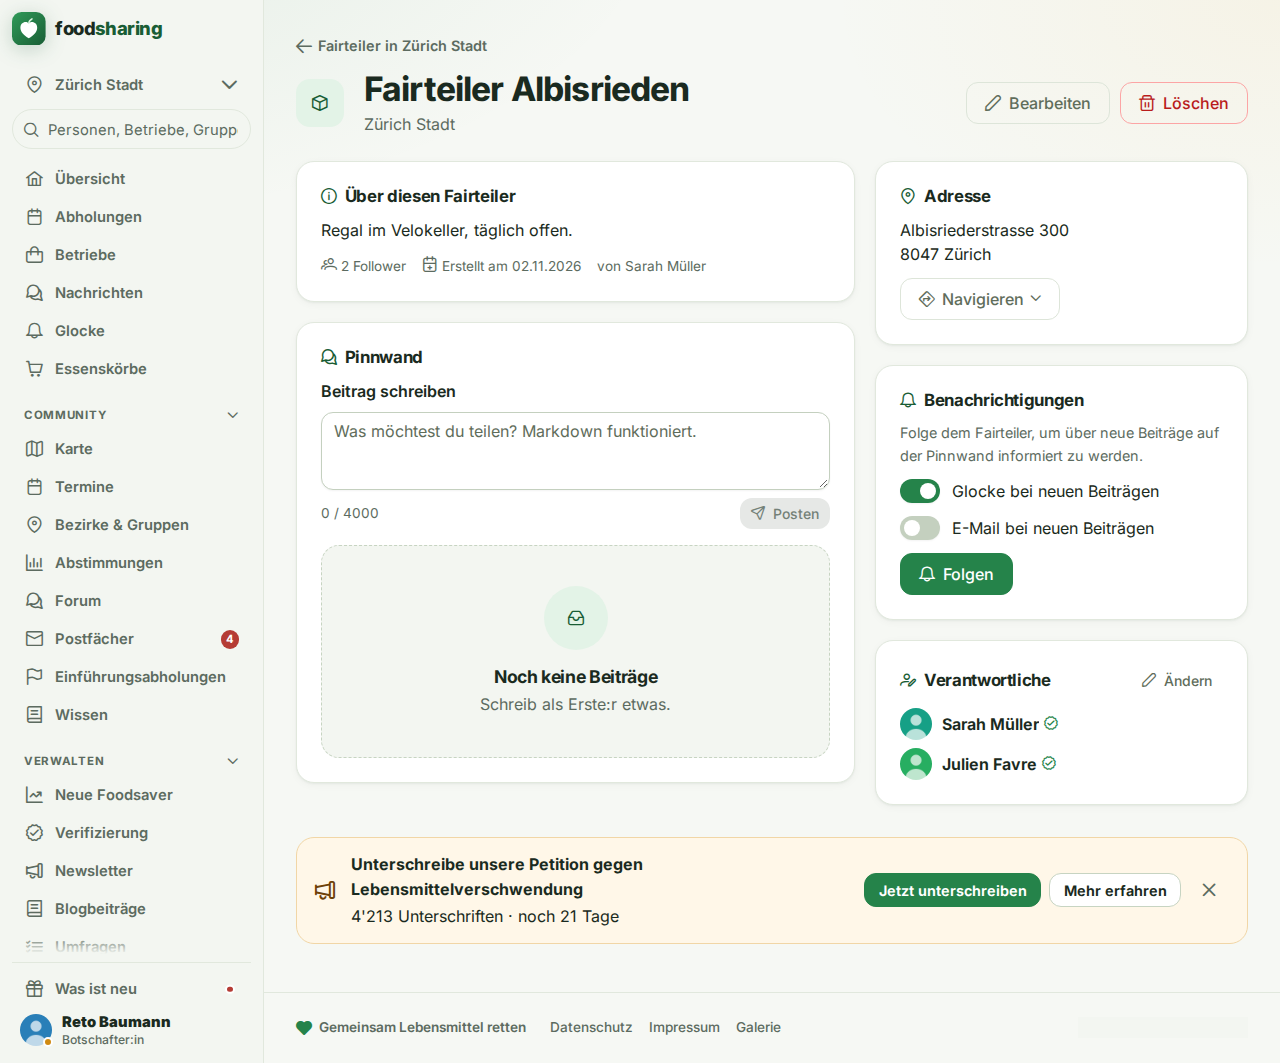 foodsharing
Zürich Stadt
Personen, Betriebe, Grupp
Übersicht
Abholungen
Betriebe
Nachrichten
Glocke
Essenskörbe
COMMUNITY
Karte
Termine
Bezirke & Gruppen
Abstimmungen
Forum
Postfächer 4
Einführungsabholungen
Wissen
VERWALTEN
Neue Foodsaver
Verifizierung
Newsletter
Blogbeiträge
Umfragen
Was ist neu
Reto Baumann
Botschafter:in
Fairteiler in Zürich Stadt
Fairteiler Albisrieden
Zürich Stadt
Bearbeiten
Löschen
Über diesen Fairteiler
Regal im Velokeller, täglich offen.
2 Follower Erstellt am 02.11.2026 von Sarah Müller
Pinnwand
Beitrag schreiben
Was möchtest du teilen? Markdown funktioniert.
0 / 4000
Posten
Noch keine Beiträge
Schreib als Erste:r etwas.
Adresse
Albisriederstrasse 300
8047 Zürich
Navigieren
Benachrichtigungen
Folge dem Fairteiler, um über neue Beiträge auf
der Pinnwand informiert zu werden.
Glocke bei neuen Beiträgen
E-Mail bei neuen Beiträgen
Folgen
Verantwortliche
Ändern
Sarah Müller
Julien Favre
Unterschreibe unsere Petition gegen
Lebensmittelverschwendung
4'213 Unterschriften · noch 21 Tage
Jetzt unterschreiben
Mehr erfahren
Gemeinsam Lebensmittel retten
Datenschutz
Impressum
Galerie